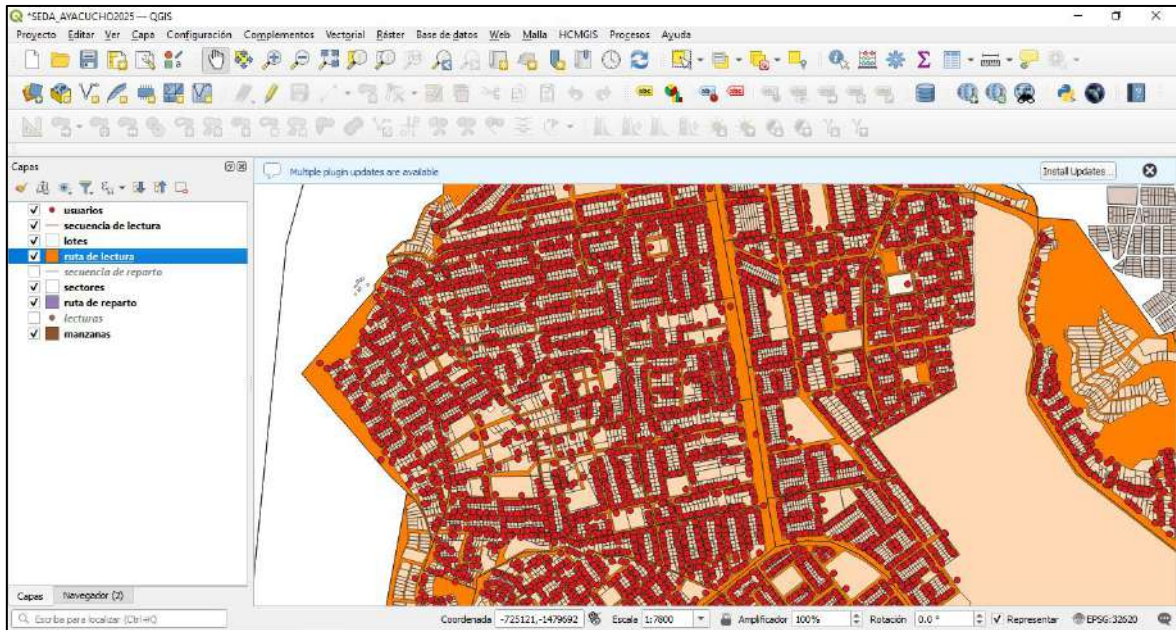 *SEDA_AYACUCHO2025 — QGIS
Proyecto Editar Ver Capa Configuración Complementos Vectorial Ráster Base de datos Web Malla HCMGIS Procesos Ayuda
Capas
Multiple plugin updates are available
Install Updates...
usuarios
secuencia de lectura
lotes
ruta de lectura
secuencia de reparto
sectores
ruta de reparto
lecturas
manzanas
Capas Navegador (2)
Escriba para localizar (Ctrl+K) Coordenada -725121,-1479692 Escala 1:7800 Amplificador 100% Rotación 0.0 ° Representar EPSG:32620